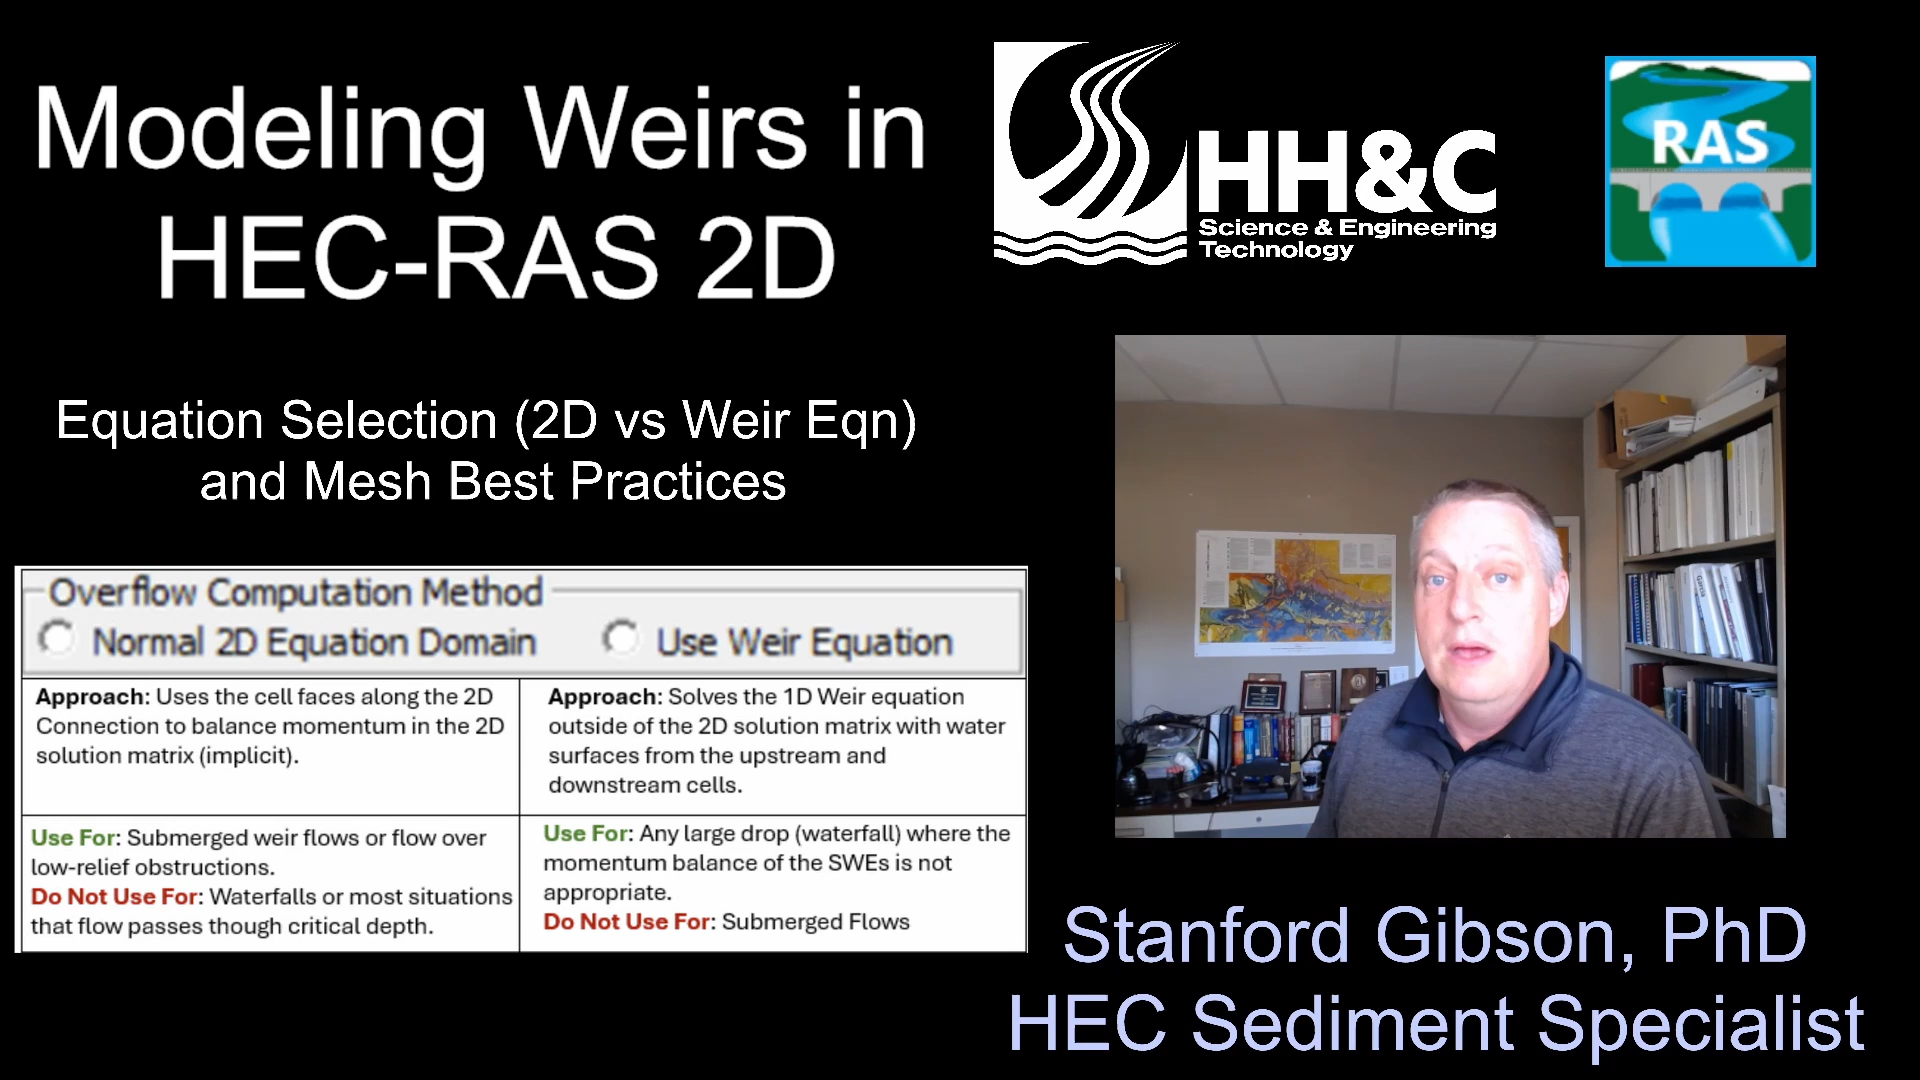 Modeling Weirs in
HEC-RAS 2D
HH&C
Science & Engineering
Technology
RAS
Equation Selection (2D vs Weir Eqn)
and Mesh Best Practices
Overflow Computation Method
Normal 2D Equation Domain
Use Weir Equation
Approach: Uses the cell faces along the 2D
Connection to balance momentum in the 2D
solution matrix (implicit).
Approach: Solves the 1D Weir equation
outside of the 2D solution matrix with water
surfaces from the upstream and
downstream cells.
Use For: Submerged weir flows or flow over
low-relief obstructions.
Do Not Use For: Waterfalls or most situations
that flow passes though critical depth.
Use For: Any large drop (waterfall) where the
momentum balance of the SWEs is not
appropriate.
Do Not Use For: Submerged Flows
Stanford Gibson, PhD
HEC Sediment Specialist